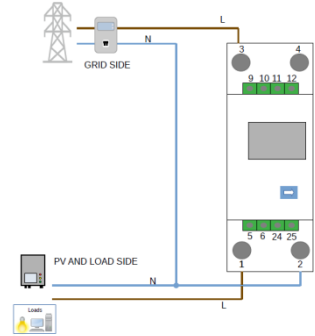 L
N
3 4
GRID SIDE
9 10 11 12
5 6 24 25
PV AND LOAD SIDE
1 2
N
L
Loads